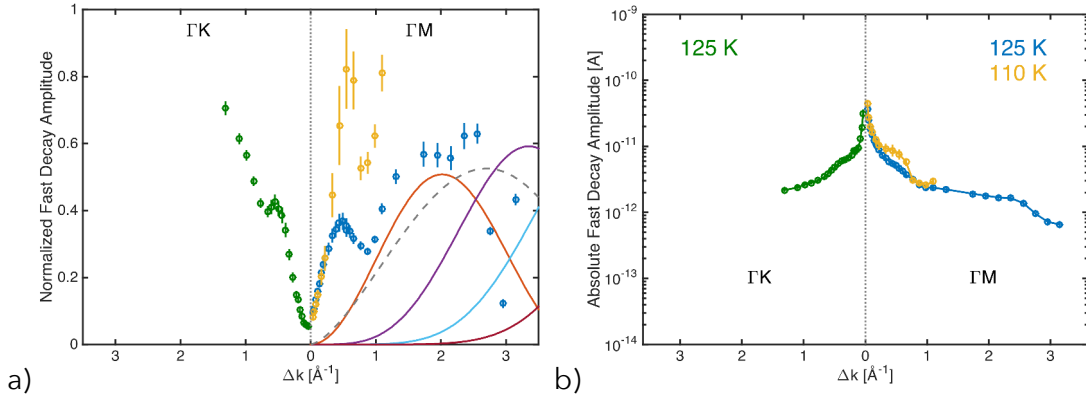 ΓK
ΓM
Normalized Fast Decay Amplitude
1
0.8
0.6
0.4
0.2
0
3
2
1
0
1
2
3
Δk [Å⁻¹]
a)
125 K
125 K
110 K
Absolute Fast Decay Amplitude [A]
10⁻⁹
10⁻¹⁰
10⁻¹¹
10⁻¹²
10⁻¹³
10⁻¹⁴
ΓK
ΓM
3
2
1
0
1
2
3
Δk [Å⁻¹]
b)